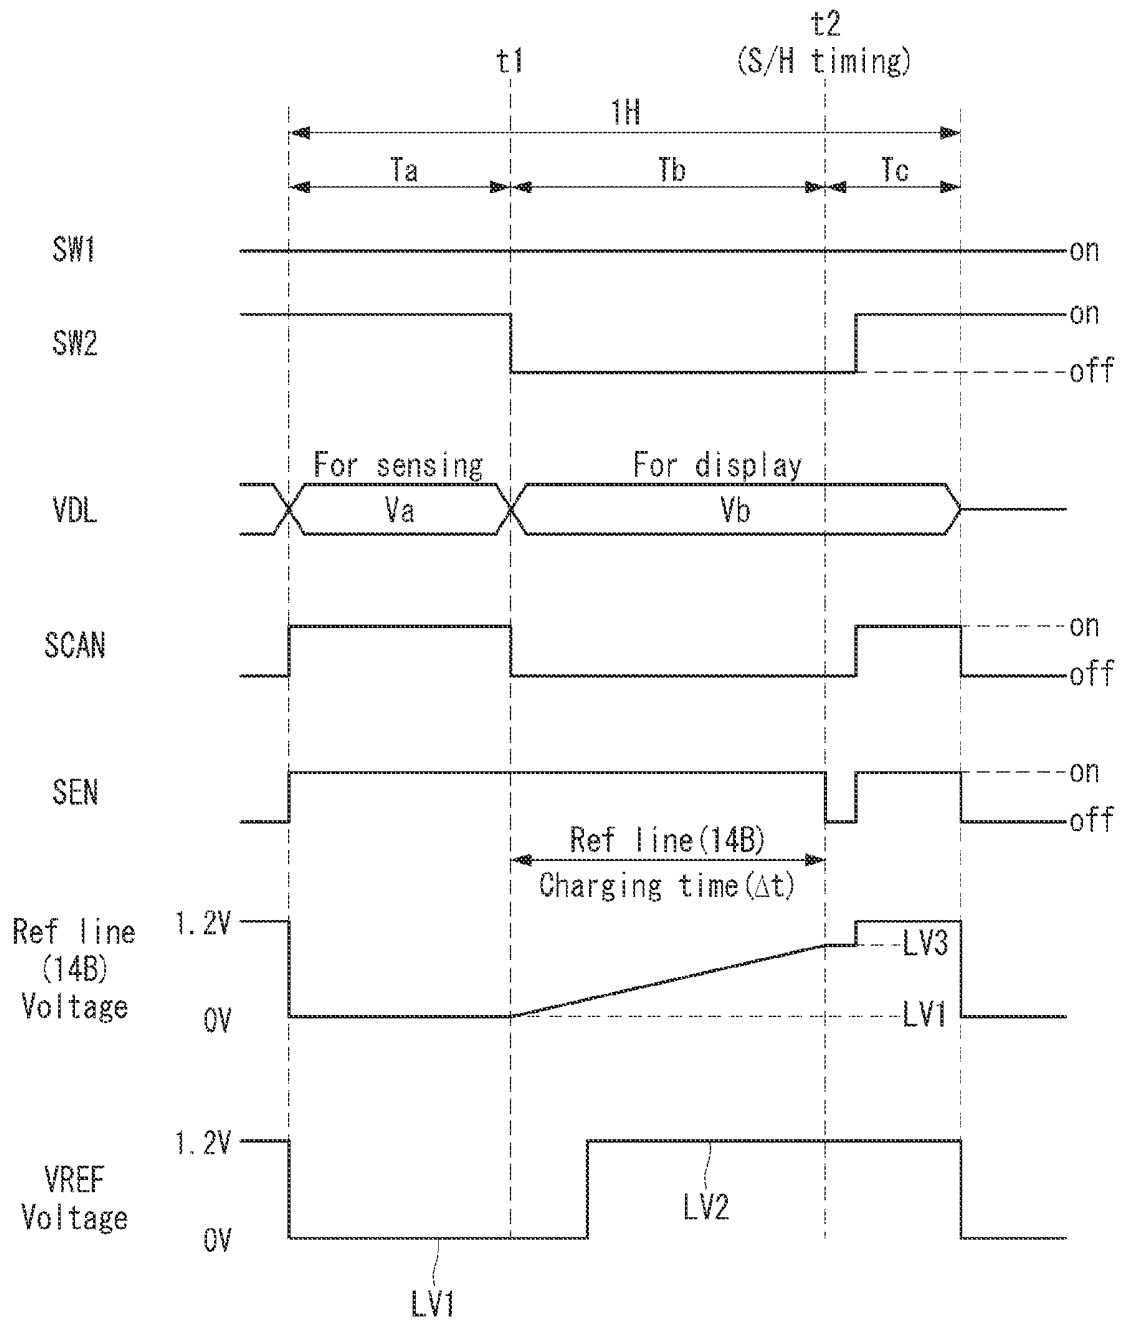 t2
t1
(S/H timing)
1H
Ta
Tb
Tc
SW1
on
on
SW2
off
For sensing
For display
VDL
Va
Vb
on
SCAN
off
on
SEN
off
Ref line(14B)
Charging time(Δt)
1.2V
Ref line
(14B)
Voltage
LV3
0V
LV1
1.2V
VREF
Voltage
LV2
0V
LV1